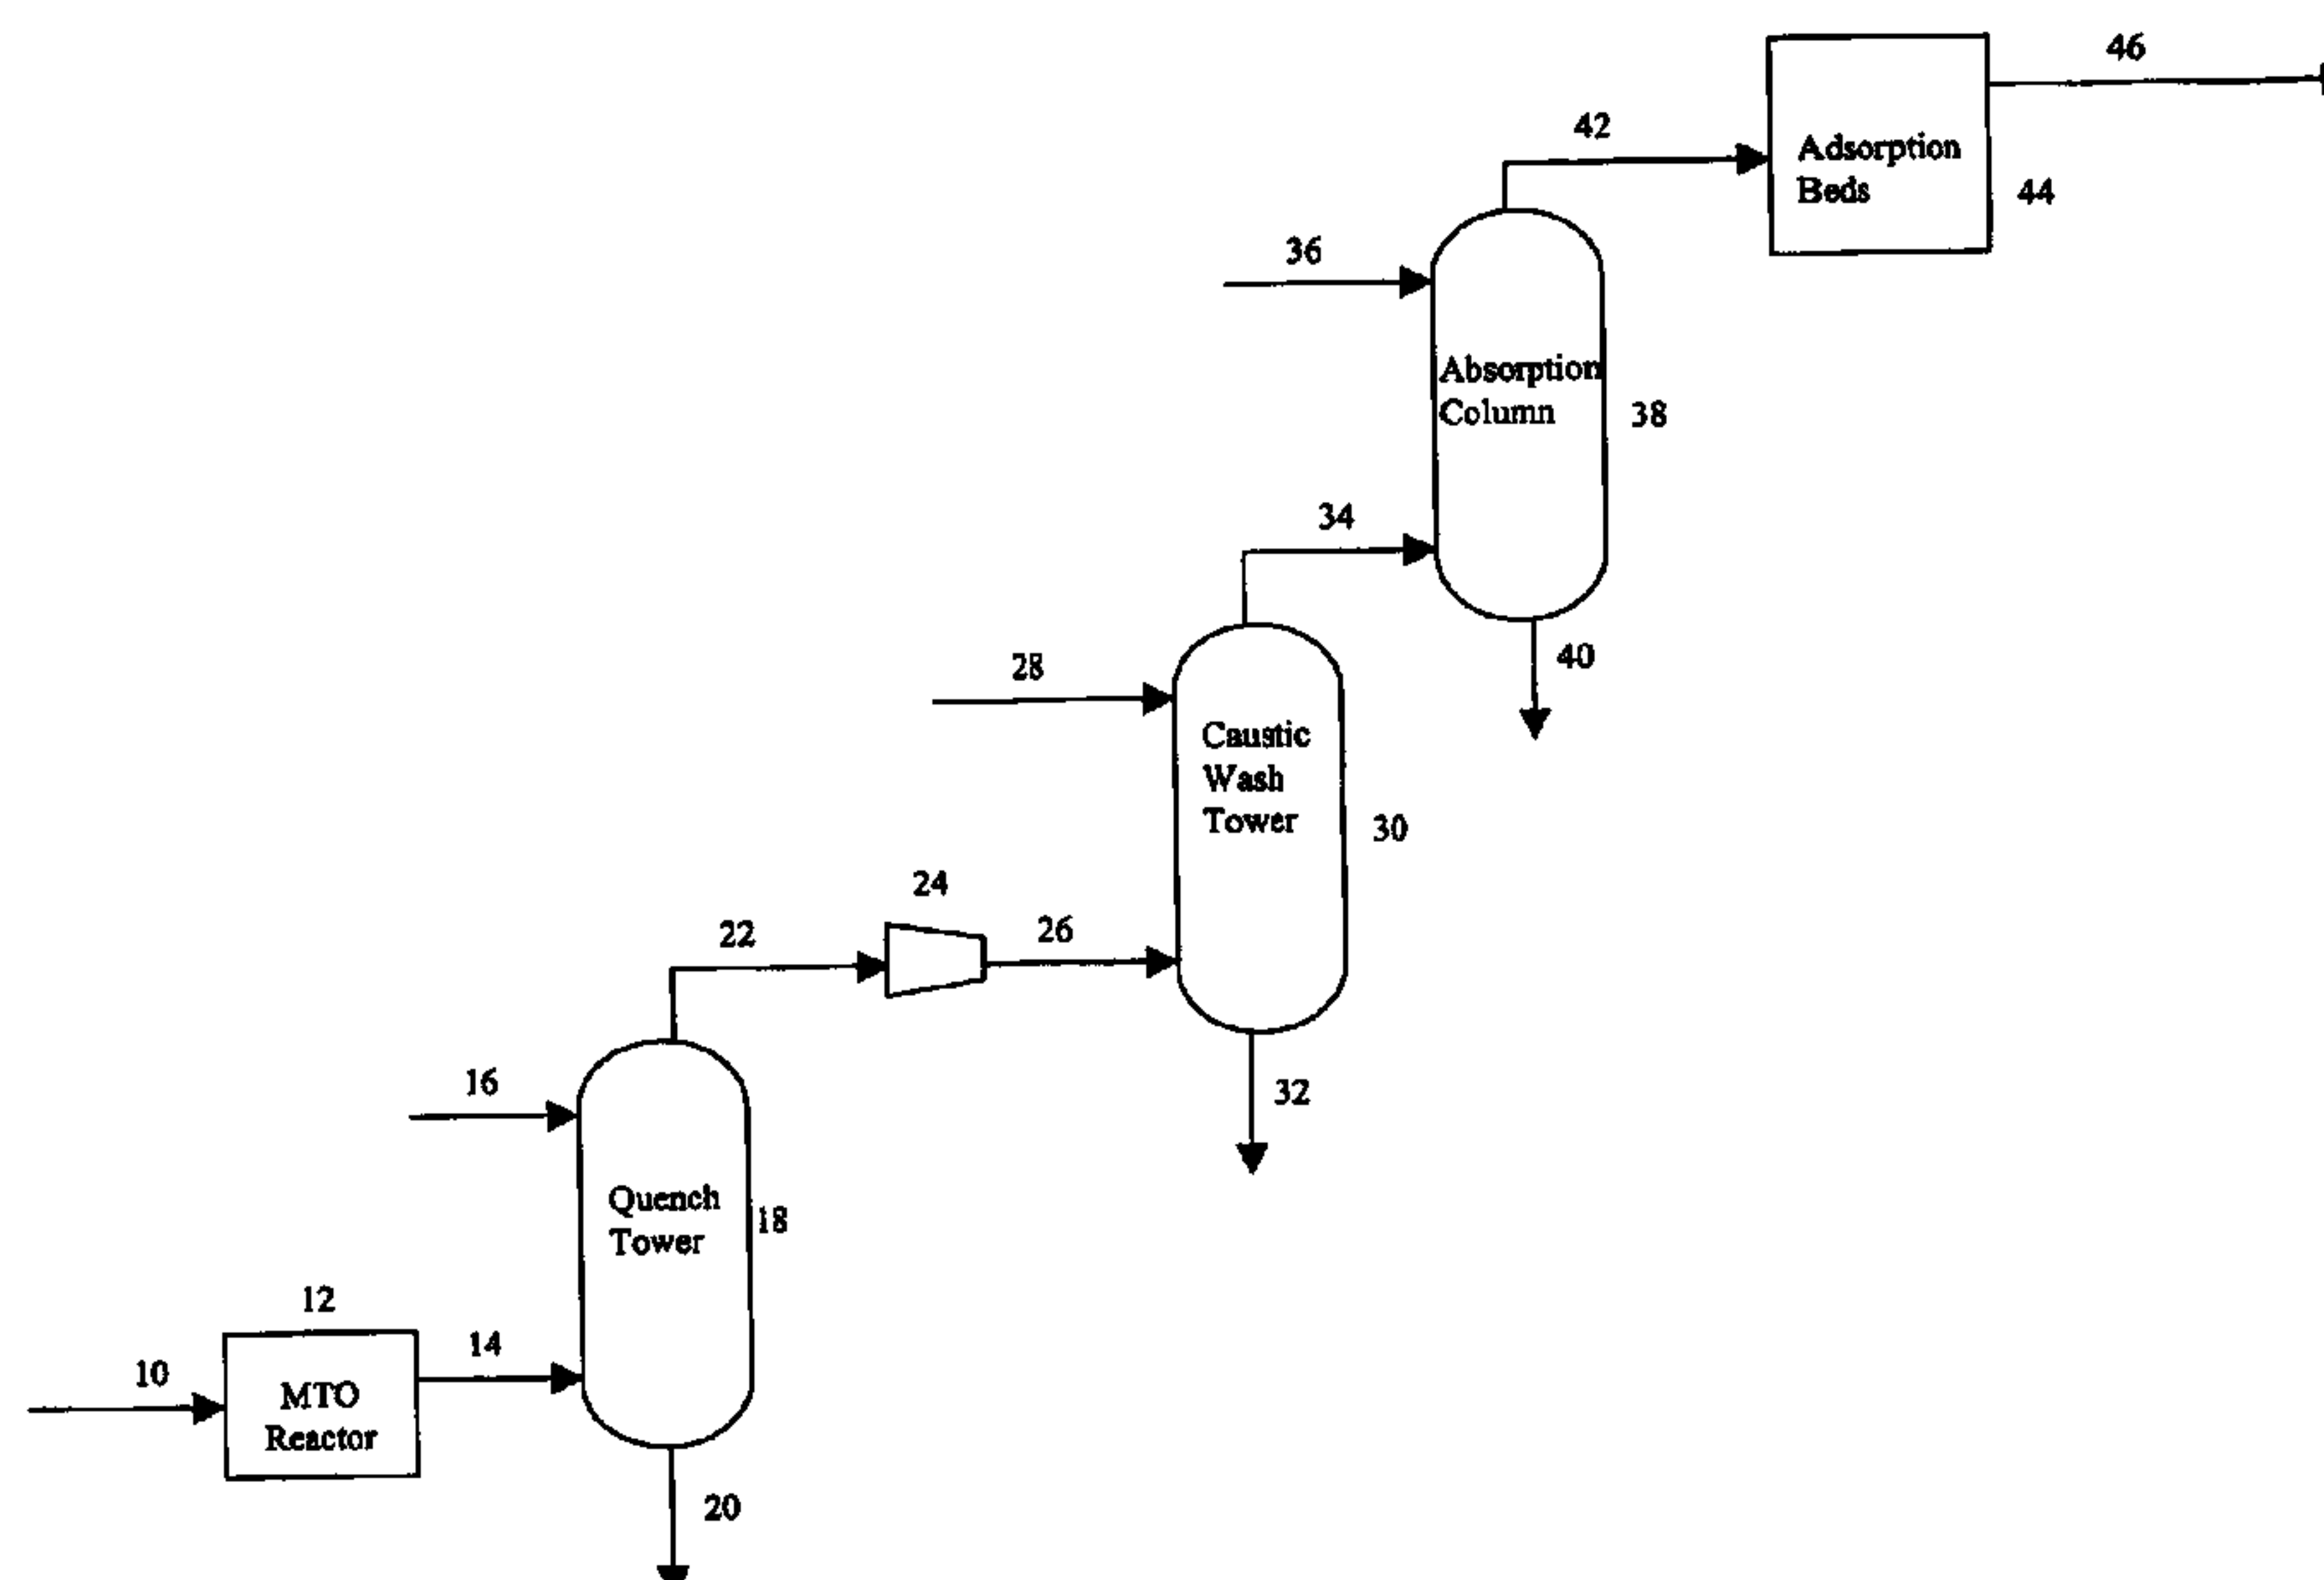 46
42
Adsorption
Beds
44
36
Absorption
Column
38
34
40
28
Caustic
Wash
Tower
30
24
22
26
32
16
Quench
Tower
18
12
14
10
MTO
Reactor
20